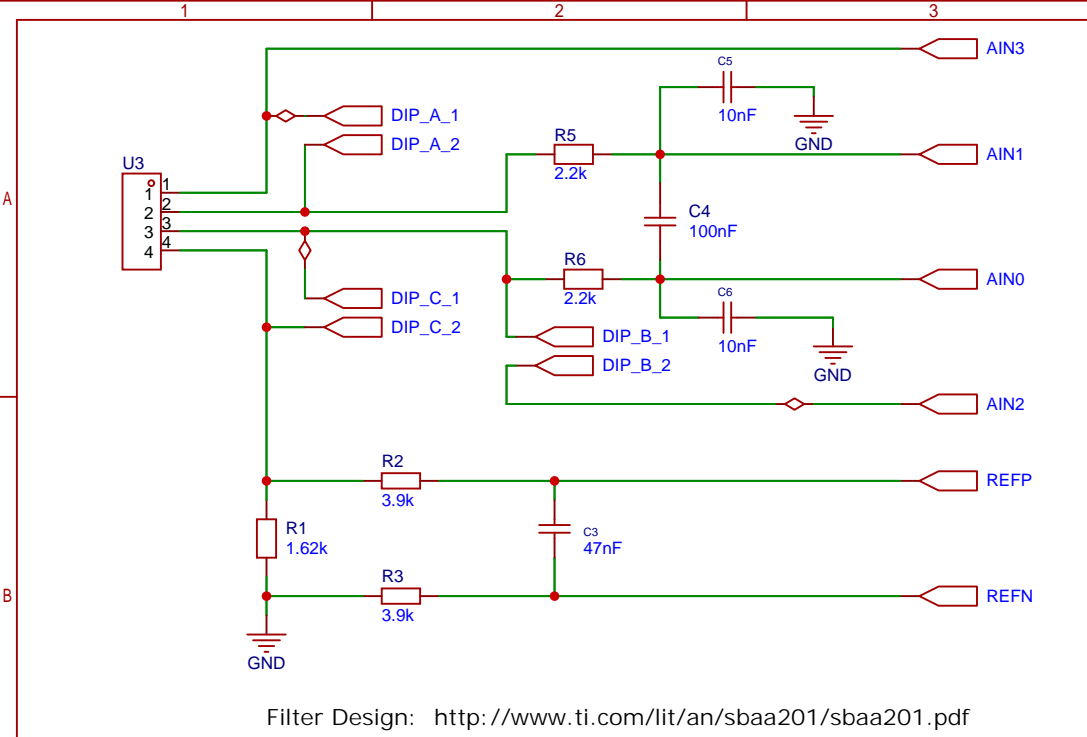 1 2 3
AIN3
C5
10nF
GND
DIP_A_1
DIP_A_2
R5
2.2k
AIN1
U3
1 1
2 2
3 3
4 4
A
C4
100nF
R6
2.2k
AIN0
C6
10nF
GND
DIP_C_1
DIP_C_2
DIP_B_1
DIP_B_2
AIN2
R2
3.9k
REFP
R1
1.62k
C3
47nF
B
R3
3.9k
REFN
GND
Filter Design: http://www.ti.com/lit/an/sbaa201/sbaa201.pdf